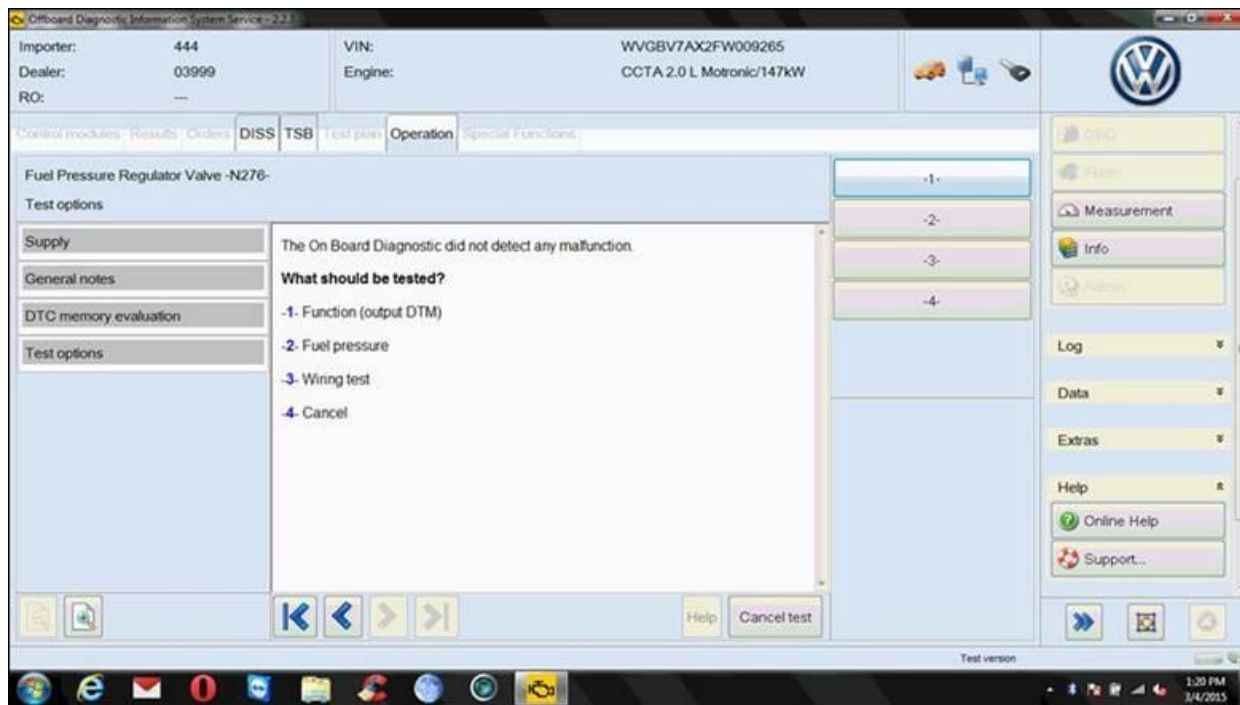 Offboard Diagnostic Information System Service - 2.2.3
Importer: 444
VIN: WVGBV7AX2FW009265
Dealer: 03999
Engine: CCTA 2.0 L Motronic/147kW
RO: ---
Control modules Results Orders DISS TSB Test plan Operation Special Functions
Fuel Pressure Regulator Valve -N276-
Test options
Supply
General notes
DTC memory evaluation
Test options
The On Board Diagnostic did not detect any malfunction.
What should be tested?
-1- Function (output DTM)
-2- Fuel pressure
-3- Wiring test
-4- Cancel
Help
Cancel test
-1-
-2-
-3-
-4-
OBD
Flash
Measurement
Info
Admin
Log
Data
Extras
Help
Online Help
Support...
Test version
1:20 PM
3/4/2015